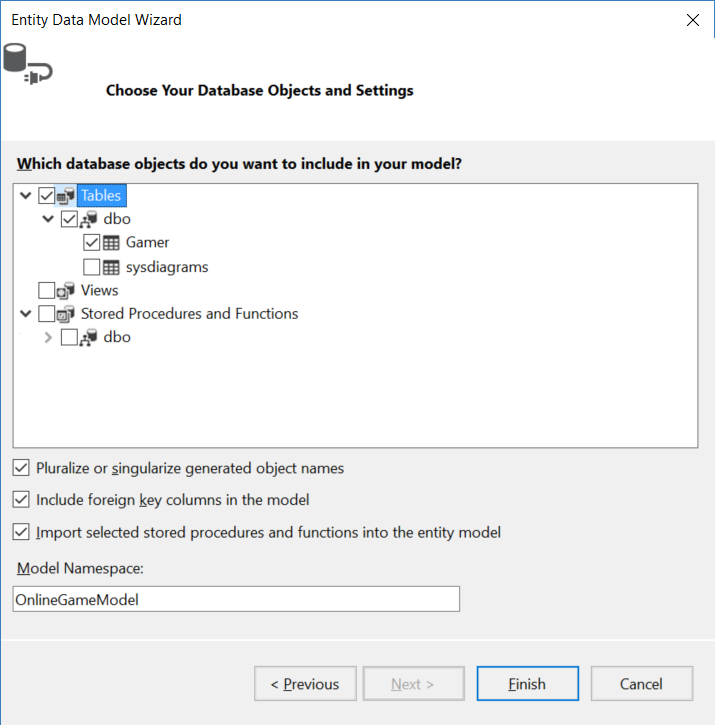 Entity Data Model Wizard
Choose Your Database Objects and Settings
Which database objects do you want to include in your model?
Tables
dbo
Gamer
sysdiagrams
Views
Stored Procedures and Functions
dbo
Pluralize or singularize generated object names
Include foreign key columns in the model
Import selected stored procedures and functions into the entity model
Model Namespace:
OnlineGameModel
< Previous Next > Finish Cancel